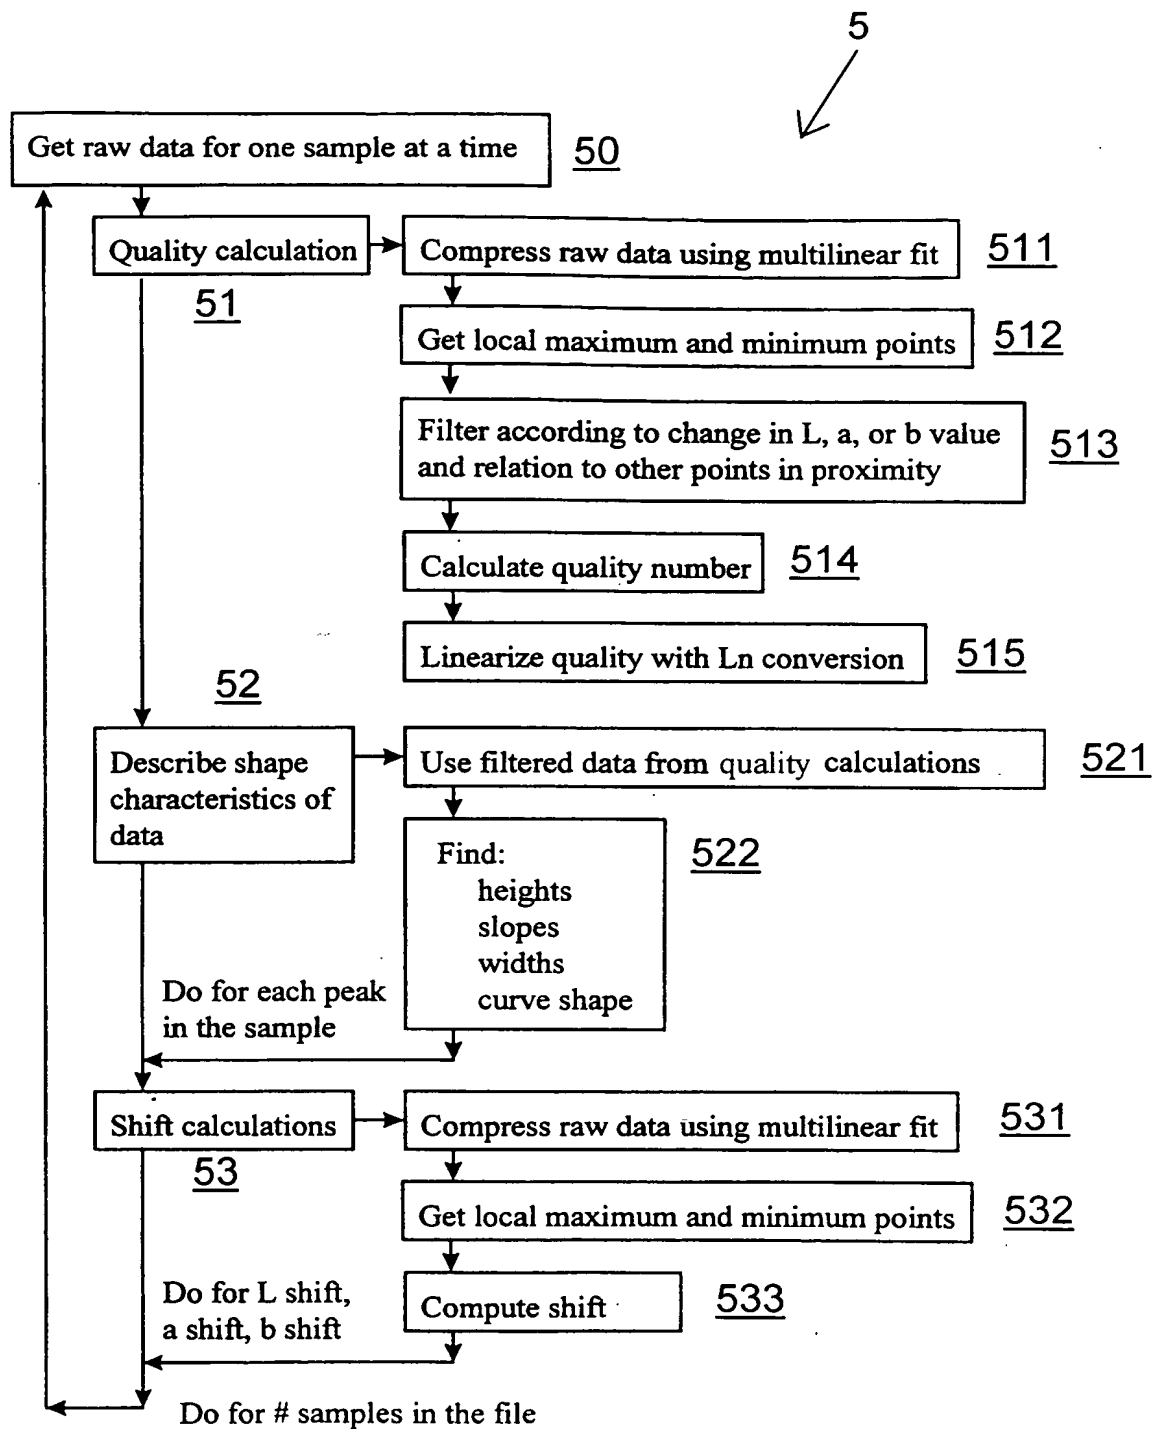 5
Get raw data for one sample at a time
50
Quality calculation
51
Compress raw data using multilinear fit
511
Get local maximum and minimum points
512
Filter according to change in L, a, or b value
and relation to other points in proximity
513
Calculate quality number
514
Linearize quality with Ln conversion
515
52
Describe shape
characteristics of
data
Use filtered data from quality calculations
521
Find:
heights
slopes
widths
curve shape
522
Do for each peak
in the sample
Shift calculations
53
Compress raw data using multilinear fit
531
Get local maximum and minimum points
532
Compute shift
533
Do for L shift,
a shift, b shift
Do for # samples in the file